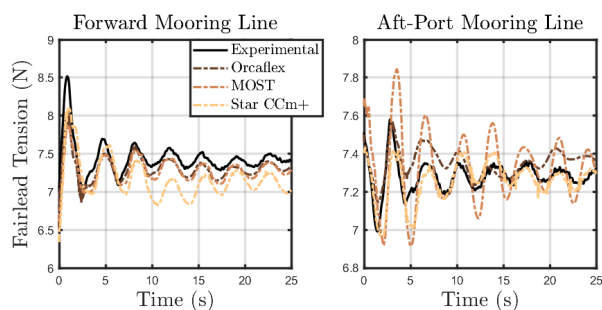 Forward Mooring Line
Aft-Port Mooring Line
Fairlead Tension (N)
9
8.5
8
7.5
7
6.5
6
Experimental
Orcaflex
MOST
Star CCm+
0 5 10 15 20 25
Time (s)
8
7.8
7.6
7.4
7.2
7
6.8
0 5 10 15 20 25
Time (s)